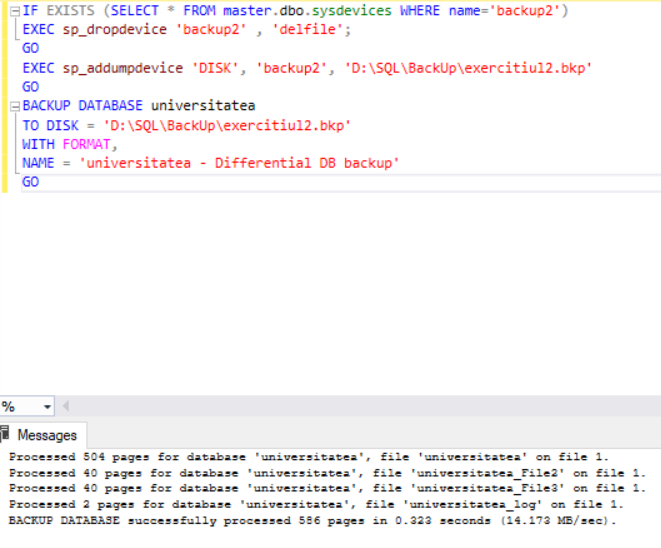 IF EXISTS (SELECT * FROM master.dbo.sysdevices WHERE name='backup2')
EXEC sp_dropdevice 'backup2' , 'delfile';
GO
EXEC sp_addumpdevice 'DISK', 'backup2', 'D:\SQL\BackUp\exercitiul2.bkp'
GO
BACKUP DATABASE universitatea
TO DISK = 'D:\SQL\BackUp\exercitiul2.bkp'
WITH FORMAT,
NAME = 'universitatea - Differential DB backup'
GO
%
Messages
Processed 504 pages for database 'universitatea', file 'universitatea' on file 1.
Processed 40 pages for database 'universitatea', file 'universitatea_File2' on file 1.
Processed 40 pages for database 'universitatea', file 'universitatea_File3' on file 1.
Processed 2 pages for database 'universitatea', file 'universitatea_log' on file 1.
BACKUP DATABASE successfully processed 586 pages in 0.323 seconds (14.173 MB/sec).